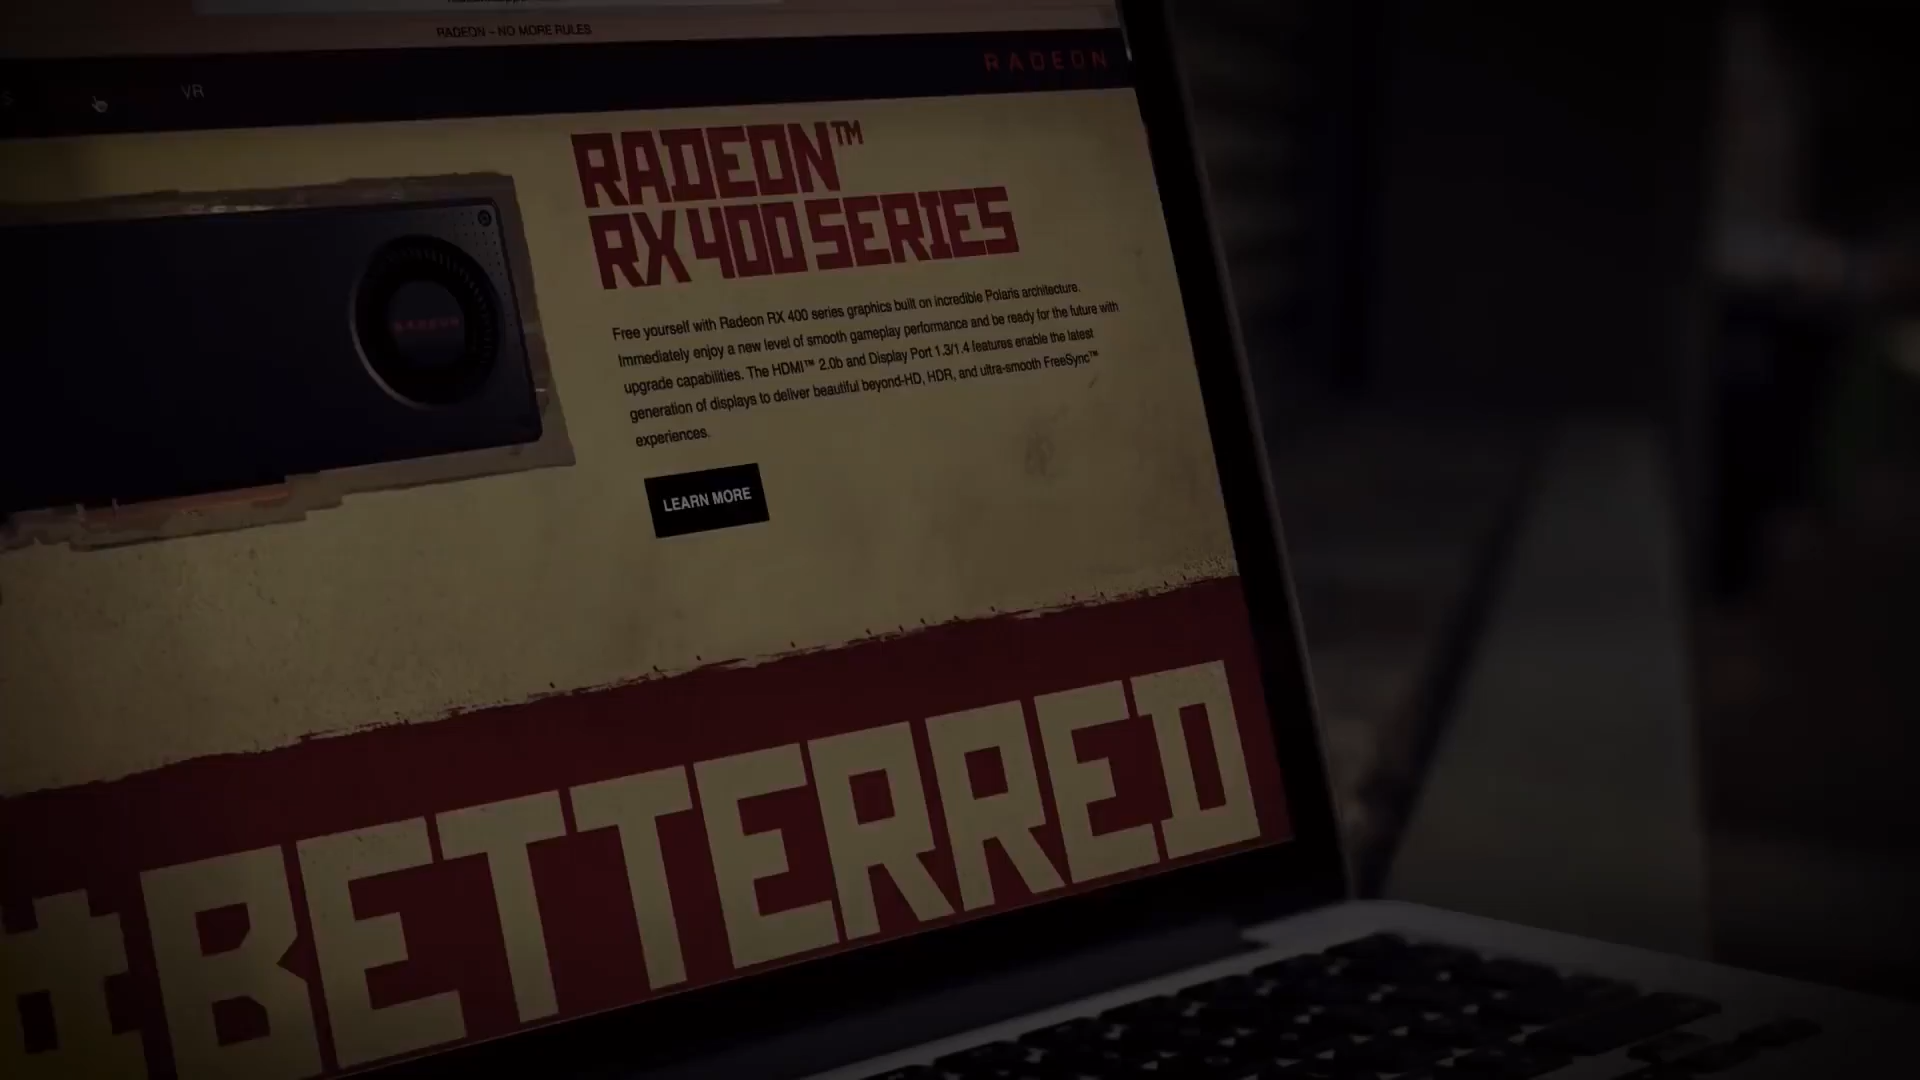 RADEON – NO MORE RULES
RADEON
VR
RADEON™
RX 400 SERIES
RADEON
Free yourself with Radeon RX 400 series graphics built on incredible Polaris architecture.
Immediately enjoy a new level of smooth gameplay performance and be ready for the future with
upgrade capabilities. The HDMI™ 2.0b and Display Port 1.3/1.4 features enable the latest
generation of displays to deliver beautiful beyond-HD, HDR, and ultra-smooth FreeSync™
experiences.
LEARN MORE
#BETTERRED